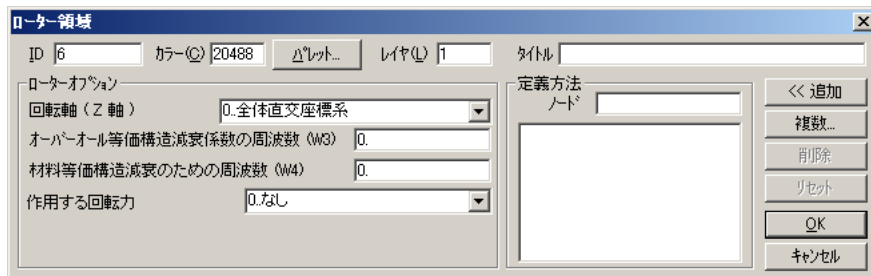 ローター領域
ID 6 カラー(C) 20488 パレット... レイヤ(L) 1 タイトル
ローターオプション
回転軸(Z 軸) 0..全体直交座標系
オーバーオール等価構造減衰係数の周波数 (W3) 0.
材料等価構造減衰のための周波数 (W4) 0.
作用する回転力 0..なし
定義方法
ノード
<< 追加
複数...
削除
リセット
OK
キャンセル